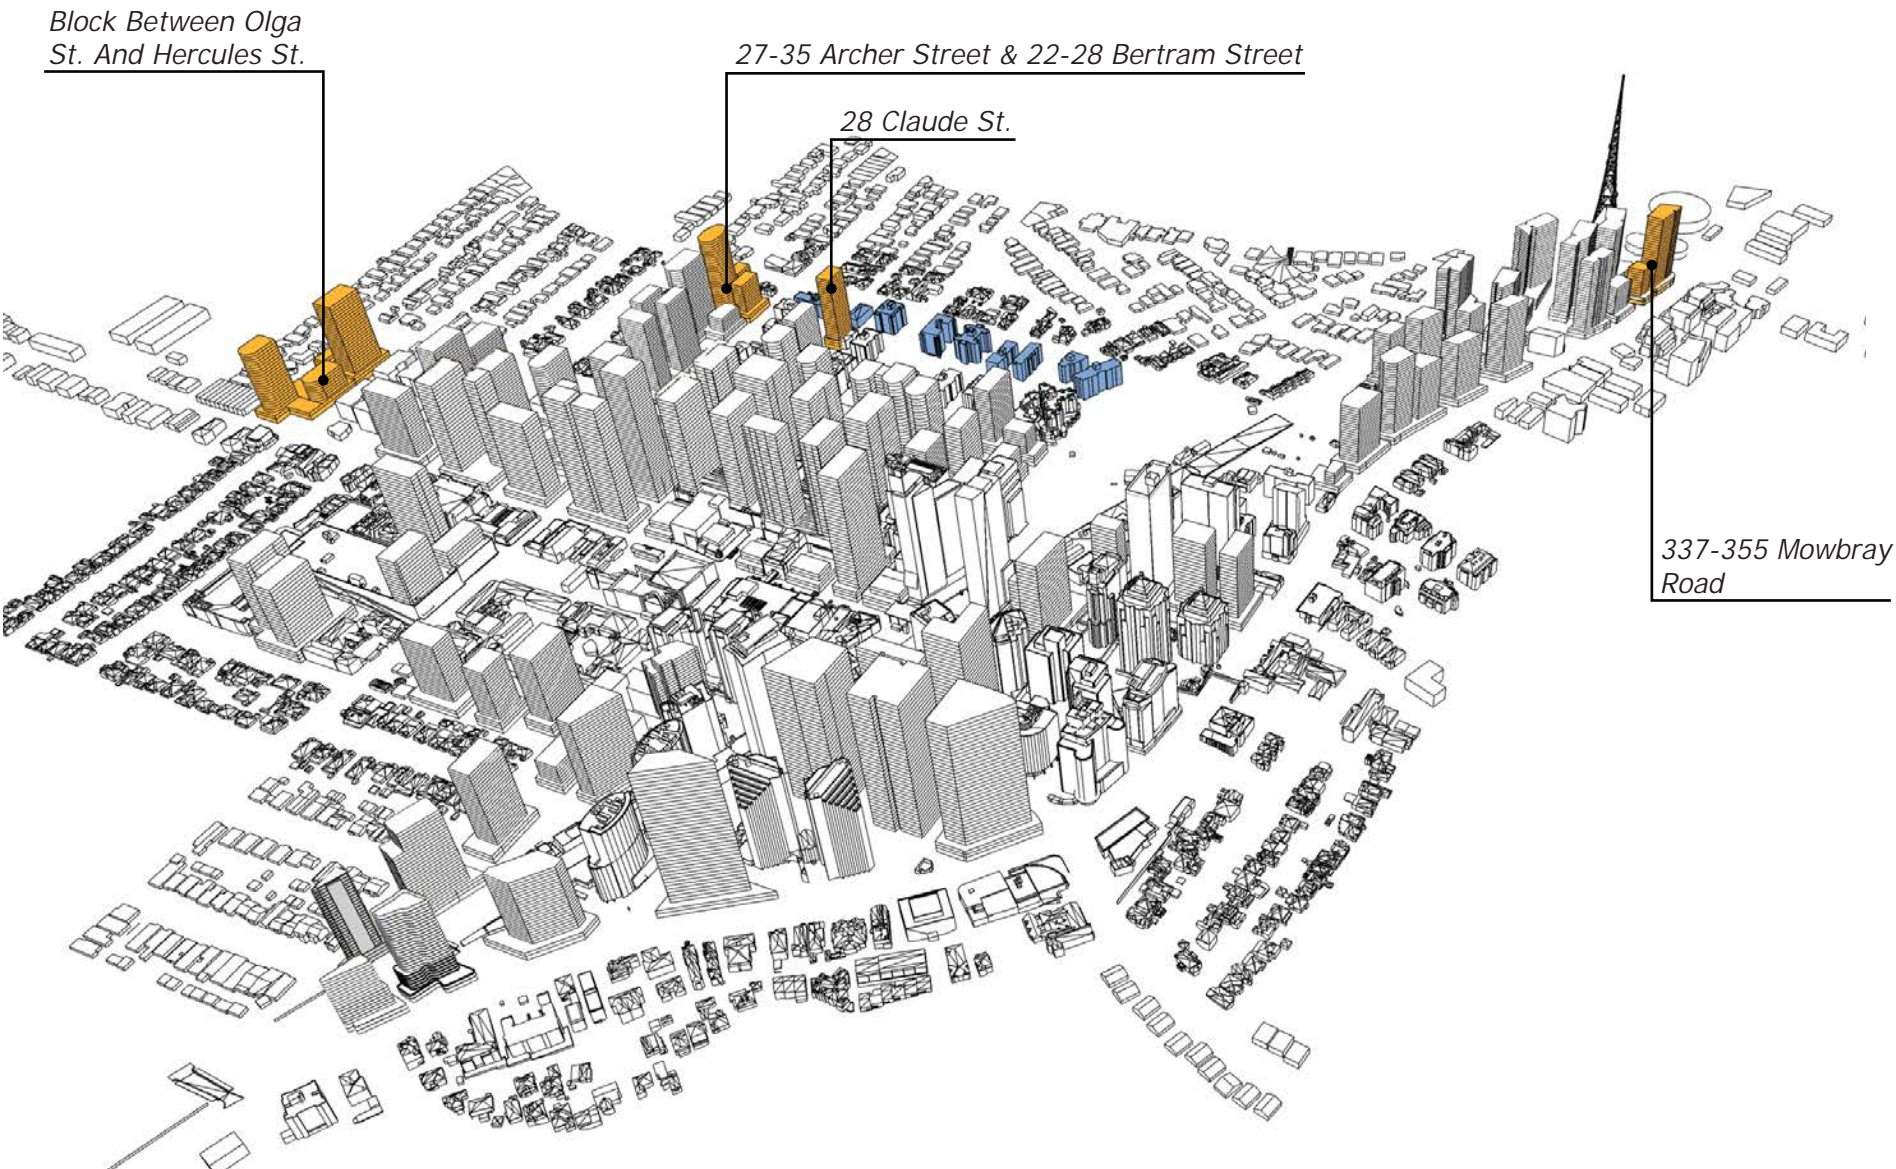 Block Between Olga
St. And Hercules St.
27-35 Archer Street & 22-28 Bertram Street
28 Claude St.
337-355 Mowbray
Road